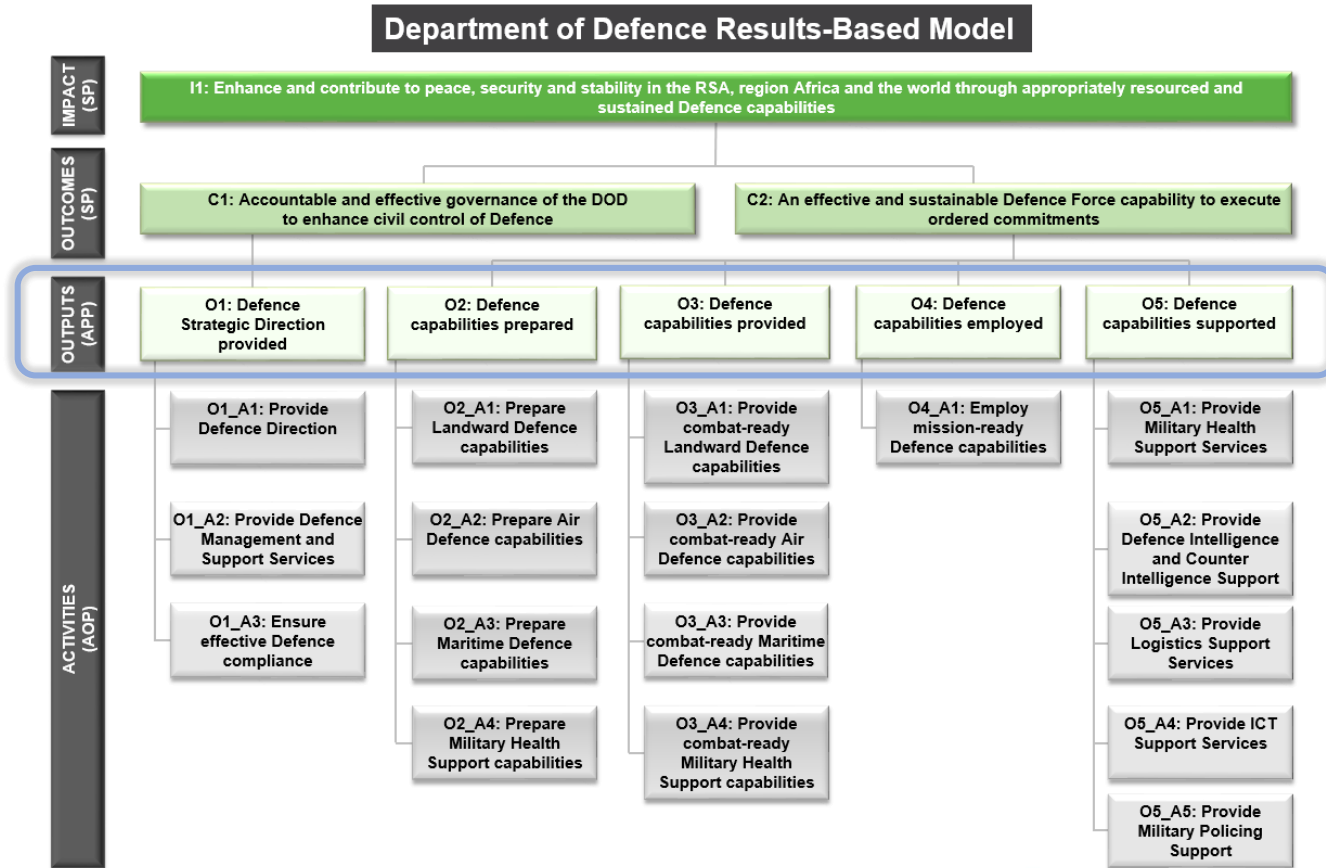 Department of Defence Results-Based Model
IMPACT
(SP)
I1: Enhance and contribute to peace, security and stability in the RSA, region Africa and the world through appropriately resourced and
sustained Defence capabilities
OUTCOMES
(SP)
C1: Accountable and effective governance of the DOD
to enhance civil control of Defence
C2: An effective and sustainable Defence Force capability to execute
ordered commitments
OUTPUTS
(APP)
O1: Defence
Strategic Direction
provided
O2: Defence
capabilities prepared
O3: Defence
capabilities provided
O4: Defence
capabilities employed
O5: Defence
capabilities supported
ACTIVITIES
(AOP)
O1_A1: Provide
Defence Direction
O1_A2: Provide Defence
Management and
Support Services
O1_A3: Ensure
effective Defence
compliance
O2_A1: Prepare
Landward Defence
capabilities
O2_A2: Prepare Air
Defence capabilities
O2_A3: Prepare
Maritime Defence
capabilities
O2_A4: Prepare
Military Health
Support capabilities
O3_A1: Provide
combat-ready
Landward Defence
capabilities
O3_A2: Provide
combat-ready Air
Defence capabilities
O3_A3: Provide
combat-ready Maritime
Defence capabilities
O3_A4: Provide
combat-ready
Military Health
Support capabilities
O4_A1: Employ
mission-ready
Defence capabilities
O5_A1: Provide
Military Health
Support Services
O5_A2: Provide
Defence Intelligence
and Counter
Intelligence Support
O5_A3: Provide
Logistics Support
Services
O5_A4: Provide ICT
Support Services
O5_A5: Provide
Military Policing
Support